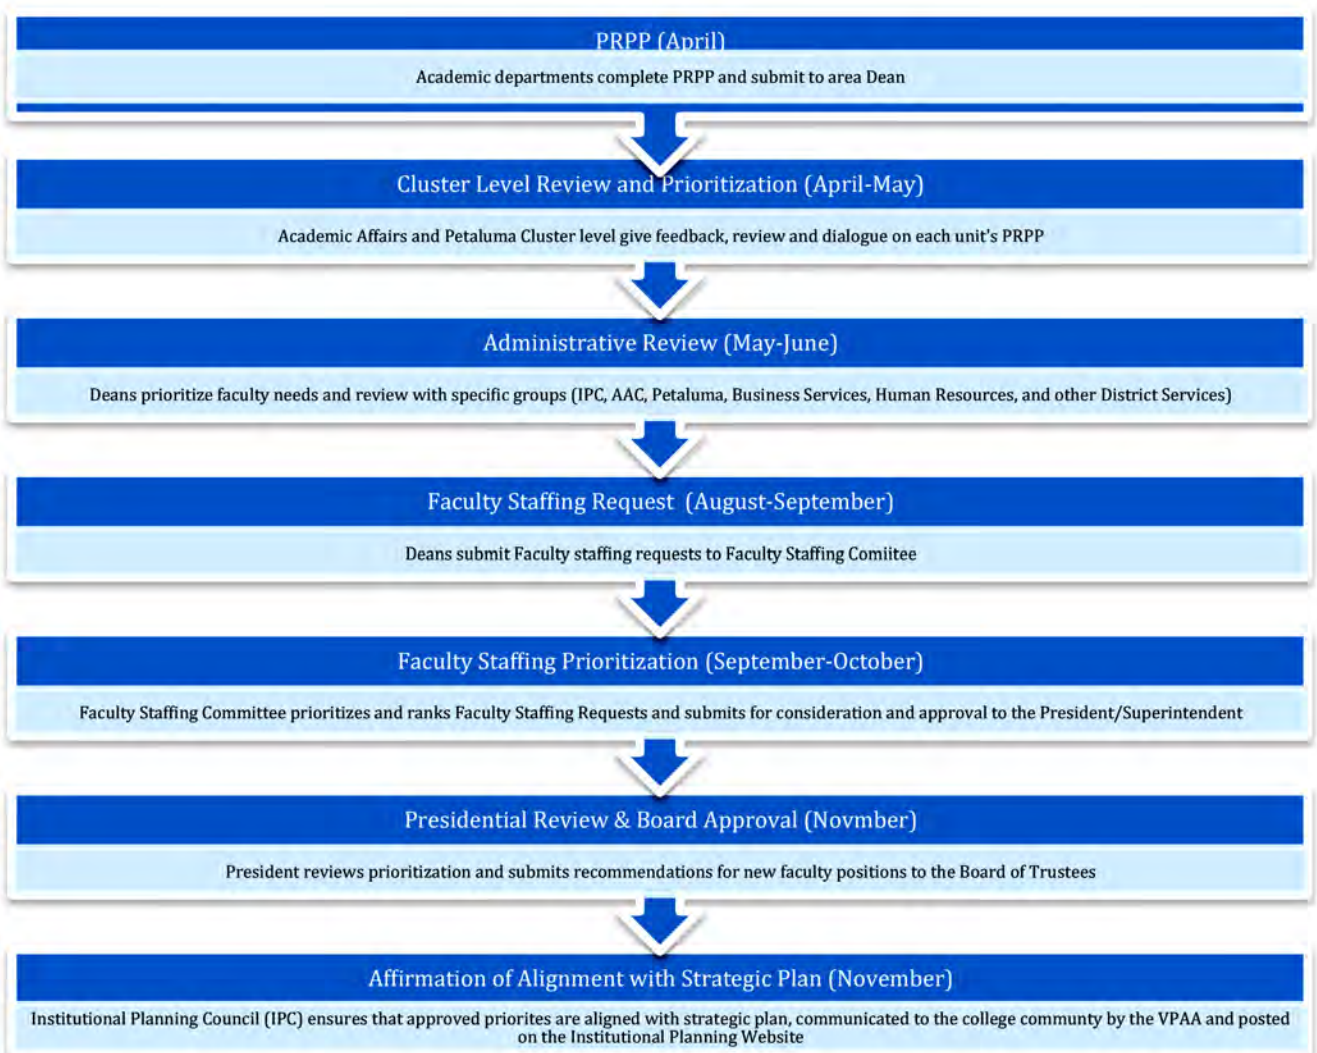 PRPP (April)
Academic departments complete PRPP and submit to area Dean
Cluster Level Review and Prioritization (April-May)
Academic Affairs and Petaluma Cluster level give feedback, review and dialogue on each unit's PRPP
Administrative Review (May-June)
Deans prioritize faculty needs and review with specific groups (IPC, AAC, Petaluma, Business Services, Human Resources, and other District Services)
Faculty Staffing Request (August-September)
Deans submit Faculty staffing requests to Faculty Staffing Comiitee
Faculty Staffing Prioritization (September-October)
Faculty Staffing Committee prioritizes and ranks Faculty Staffing Requests and submits for consideration and approval to the President/Superintendent
Presidential Review & Board Approval (Novmber)
President reviews prioritization and submits recommendations for new faculty positions to the Board of Trustees
Affirmation of Alignment with Strategic Plan (November)
Institutional Planning Council (IPC) ensures that approved priorites are aligned with strategic plan, communicated to the college communty by the VPAA and posted
on the Institutional Planning Website